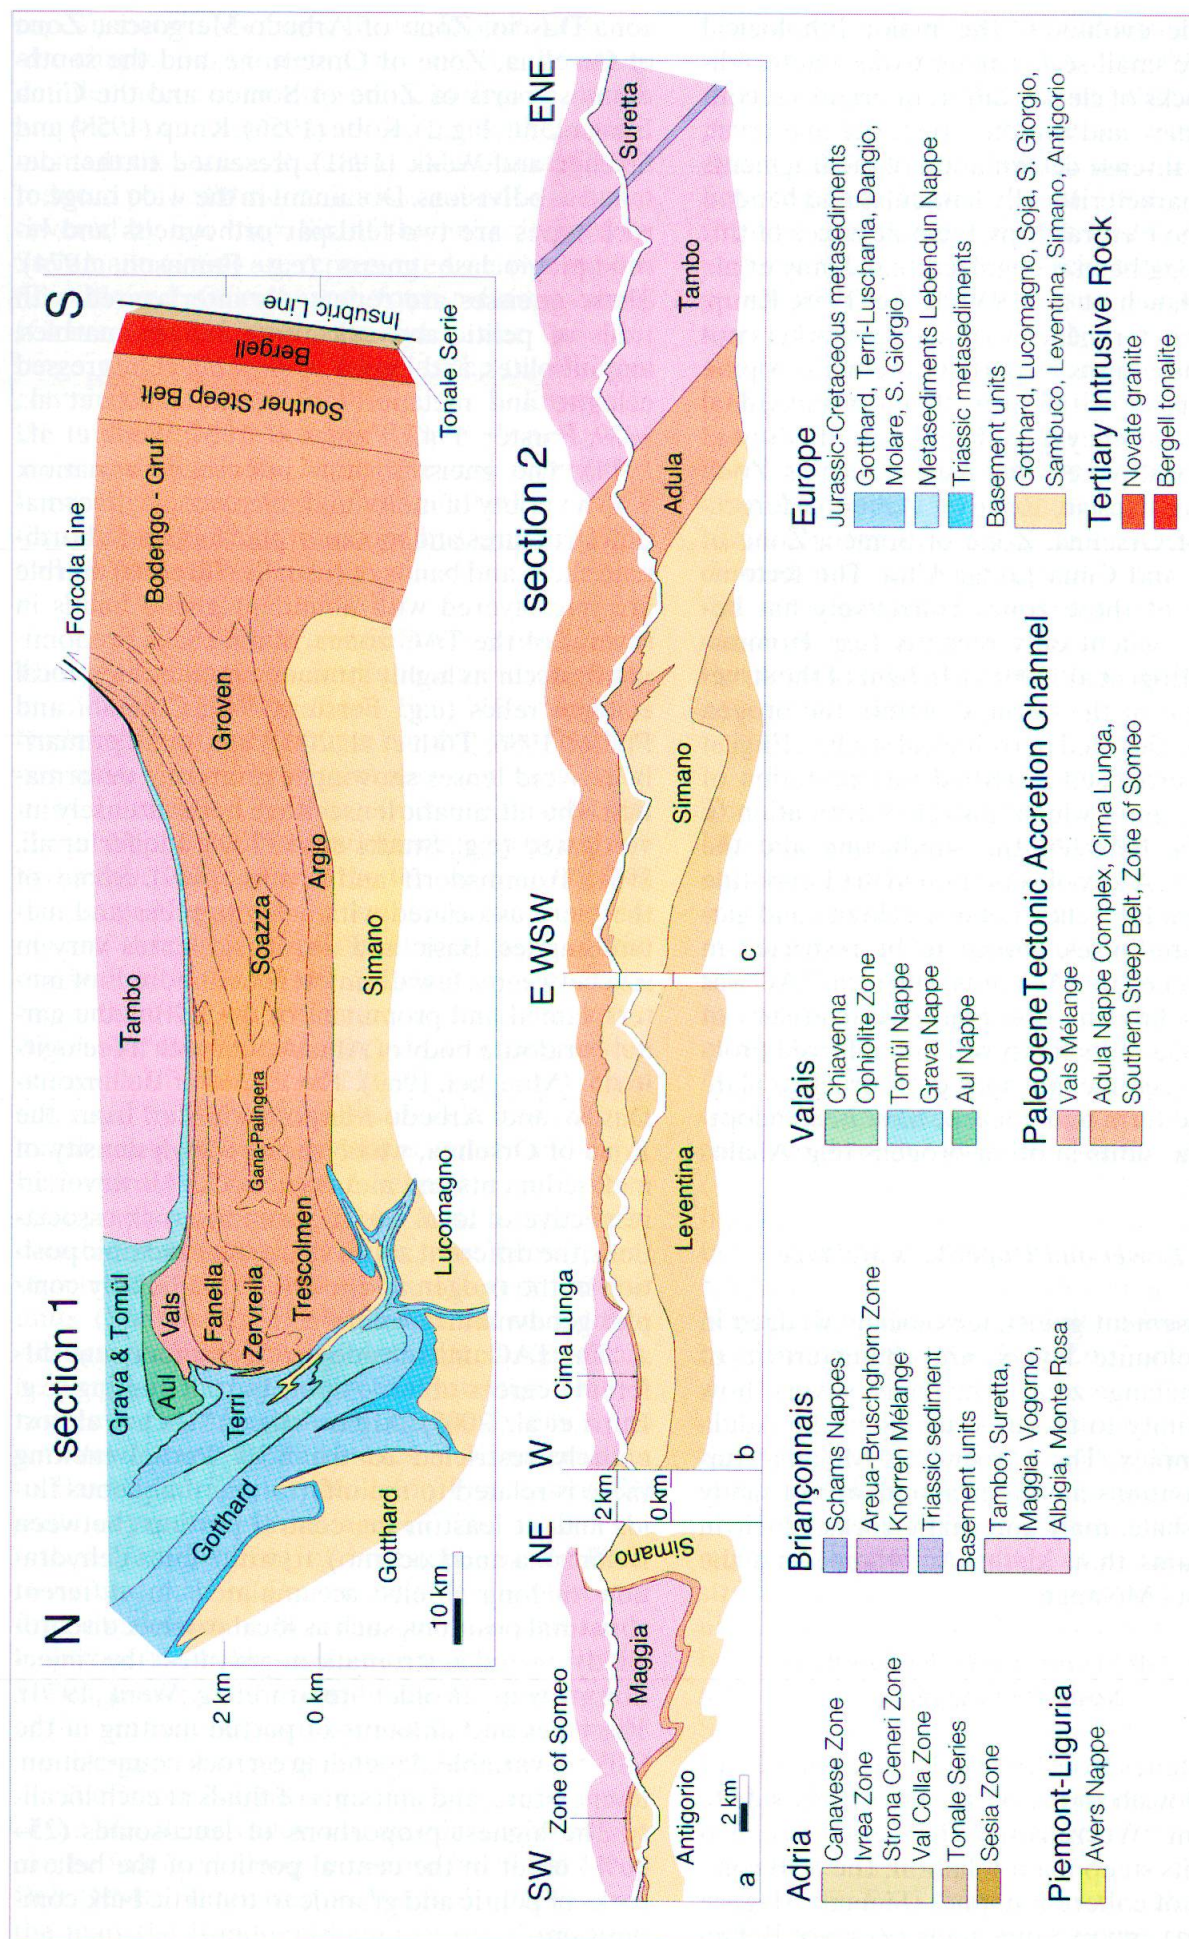 N
section 1
S
Grava & Tomül
Aul
Vals
Terri
Fanella
Zervreila
Trescolmen
Gana-Palingera
Soazza
Groven
Argio
Tambo
Simano
Lucomagno
Gotthard
Gotthard
Forcola Line
Bodengo - Gruf
Souther Steep Belt
Bergell
Insubric Line
Tonale Serie
2 km
0 km
10 km
section 2
SW
NE
W
E
WSW
ENE
Zone of Someo
Maggia
Simano
Antigorio
2 km
a
2 km
0 km
Cima Lunga
Leventina
b
Simano
Adula
Tambo
Suretta
c
Adria
Canavese Zone
Ivrea Zone
Strona Ceneri Zone
Val Colla Zone
Tonale Series
Sesia Zone
Piemont-Liguria
Avers Nappe
Briançonnais
Schams Nappes
Areua-Bruschghorn Zone
Knorren Mélange
Triassic sediment
Basement units
Tambo, Suretta,
Maggia, Vogorno,
Albigia, Monte Rosa
Valais
Chiavenna
Ophiolite Zone
Tomül Nappe
Grava Nappe
Aul Nappe
PaleogeneTectonic Accretion Channel
Vals Mélange
Adula Nappe Complex, Cima Lunga,
Southern Steep Belt, Zone of Someo
Europe
Jurassic-Cretaceous metasediments
Gotthard, Terri-Luschania, Dangio,
Molare, S. Giorgio
Metasediments Lebendun Nappe
Triassic metasediments
Basement units
Gotthard, Lucomagno, Soja, S. Giorgio,
Sambuco, Leventina, Simano, Antigorio
Tertiary Intrusive Rock
Novate granite
Bergell tonalite